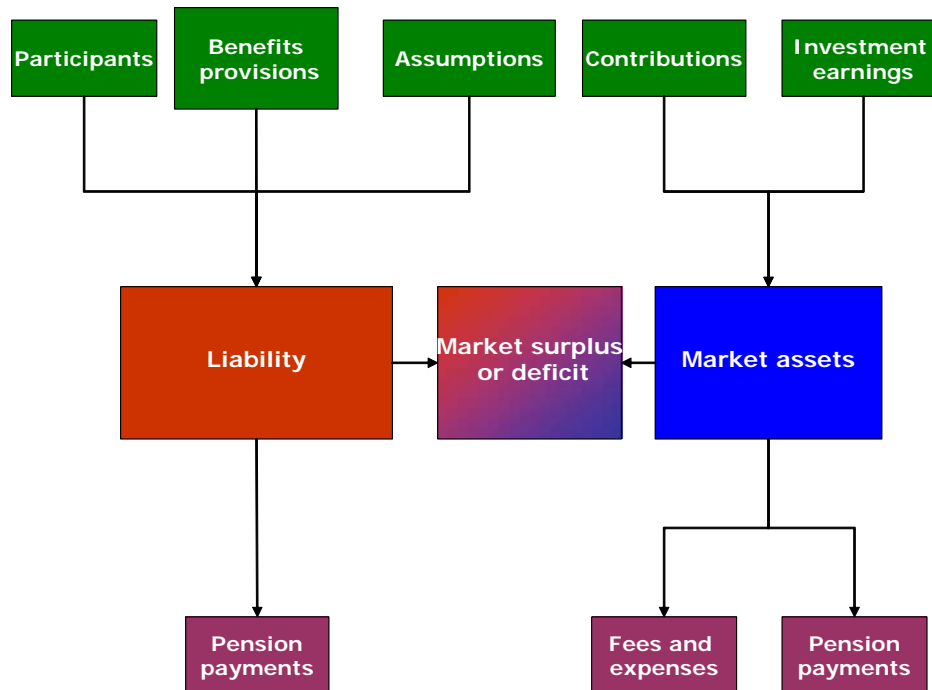 Participants
Benefits
provisions
Assumptions
Contributions
Investment
earnings
Liability
Market surplus
or deficit
Market assets
Pension
payments
Fees and
expenses
Pension
payments